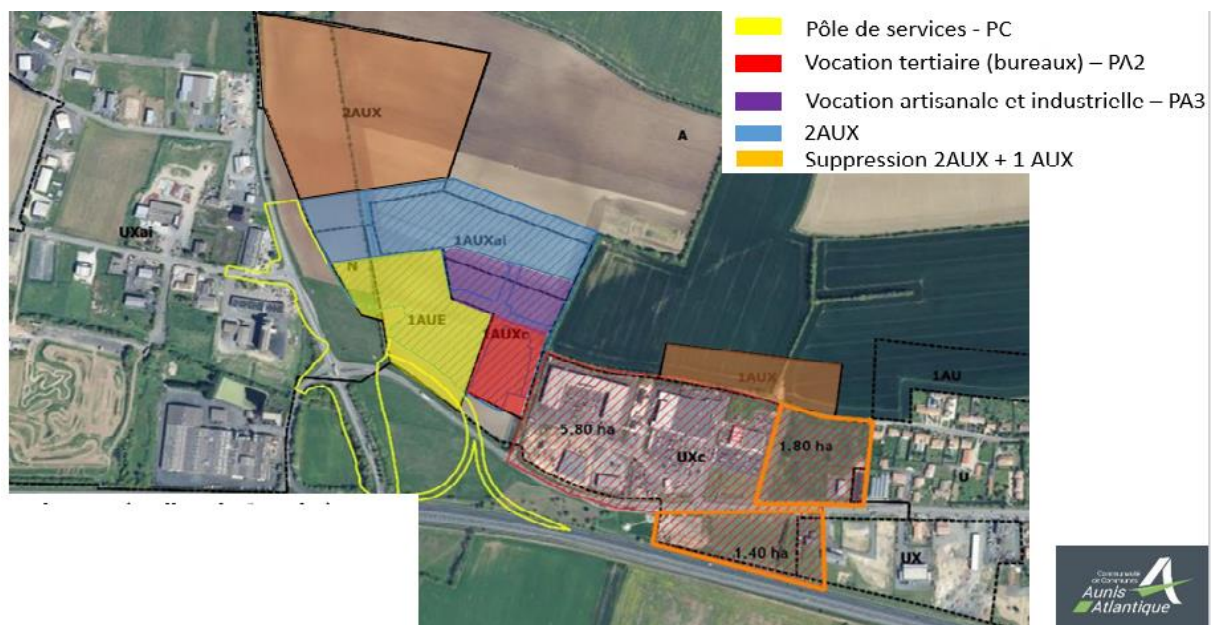 Pôle de services - PC
Vocation tertiaire (bureaux) – PA2
Vocation artisanale et industrielle – PA3
2AUX
Suppression 2AUX + 1 AUX
2AUX
A
UXai
1AUXai
N
1AUE
1AUXc
1AUX
1AU
5.80 ha
1.80 ha
UXc
U
1.40 ha
UX
Communauté
de Communes
Aunis
Atlantique